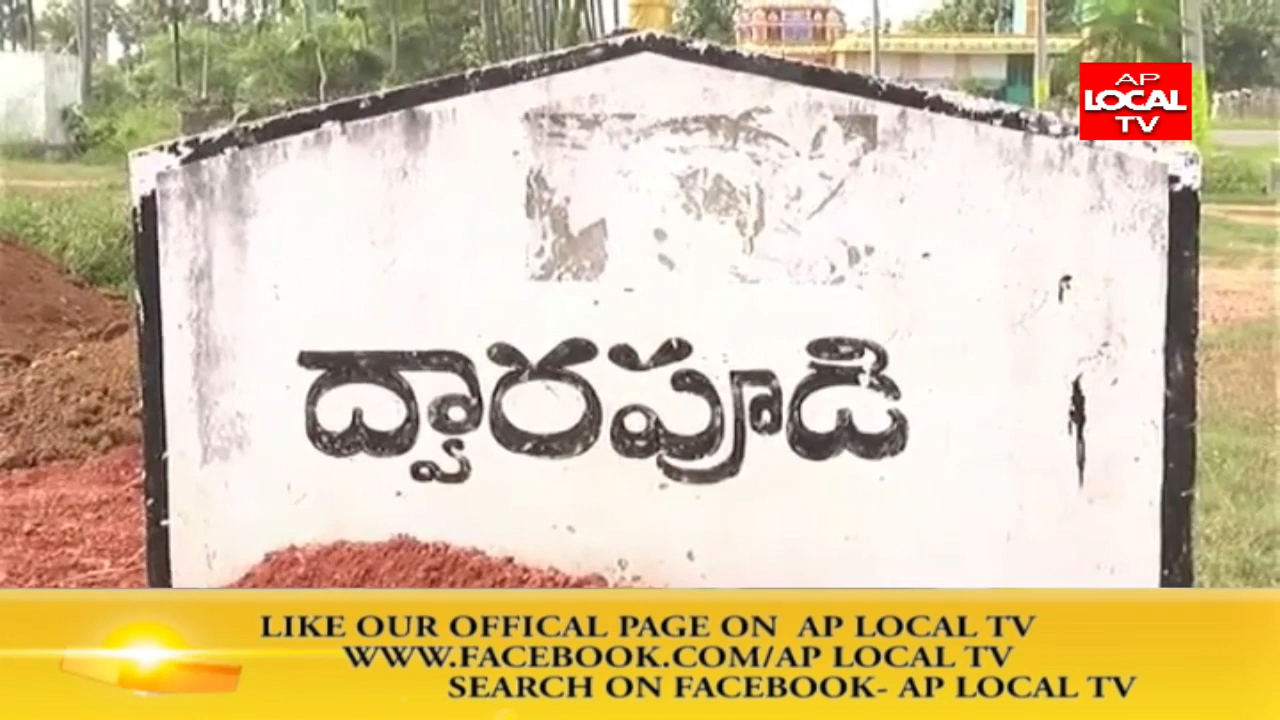 AP
LOCAL
TV
ద్వారపూడి
LIKE OUR OFFICAL PAGE ON AP LOCAL TV
WWW.FACEBOOK.COM/AP LOCAL TV
SEARCH ON FACEBOOK- AP LOCAL TV